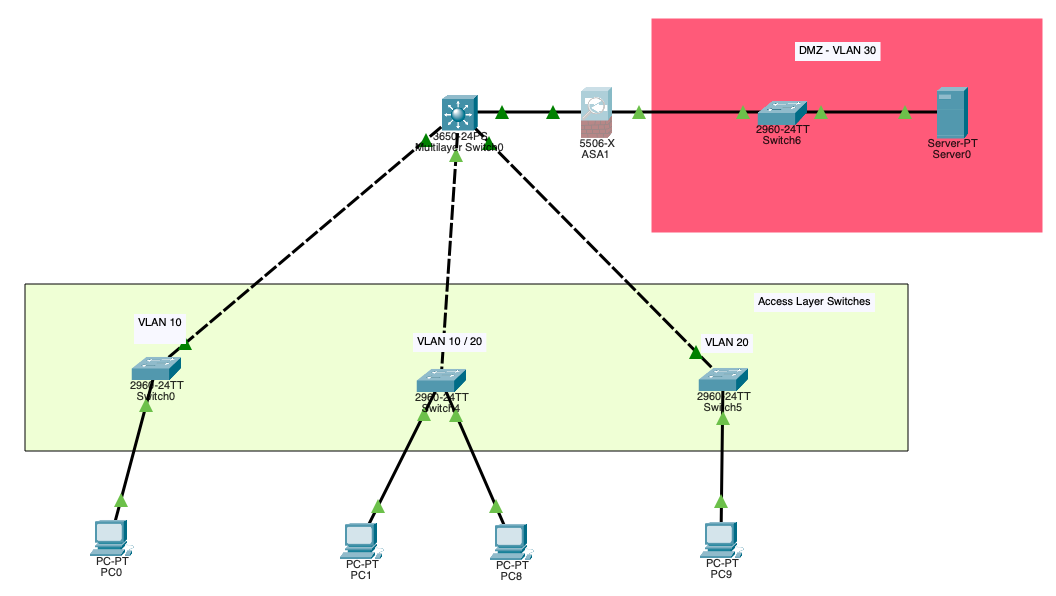 DMZ - VLAN 30
3650-24PS
Multilayer Switch0
5506-X
ASA1
2960-24TT
Switch6
Server-PT
Server0
Access Layer Switches
VLAN 10
VLAN 10 / 20
VLAN 20
2960-24TT
Switch0
2960-24TT
Switch4
2960-24TT
Switch5
PC-PT
PC0
PC-PT
PC1
PC-PT
PC8
PC-PT
PC9